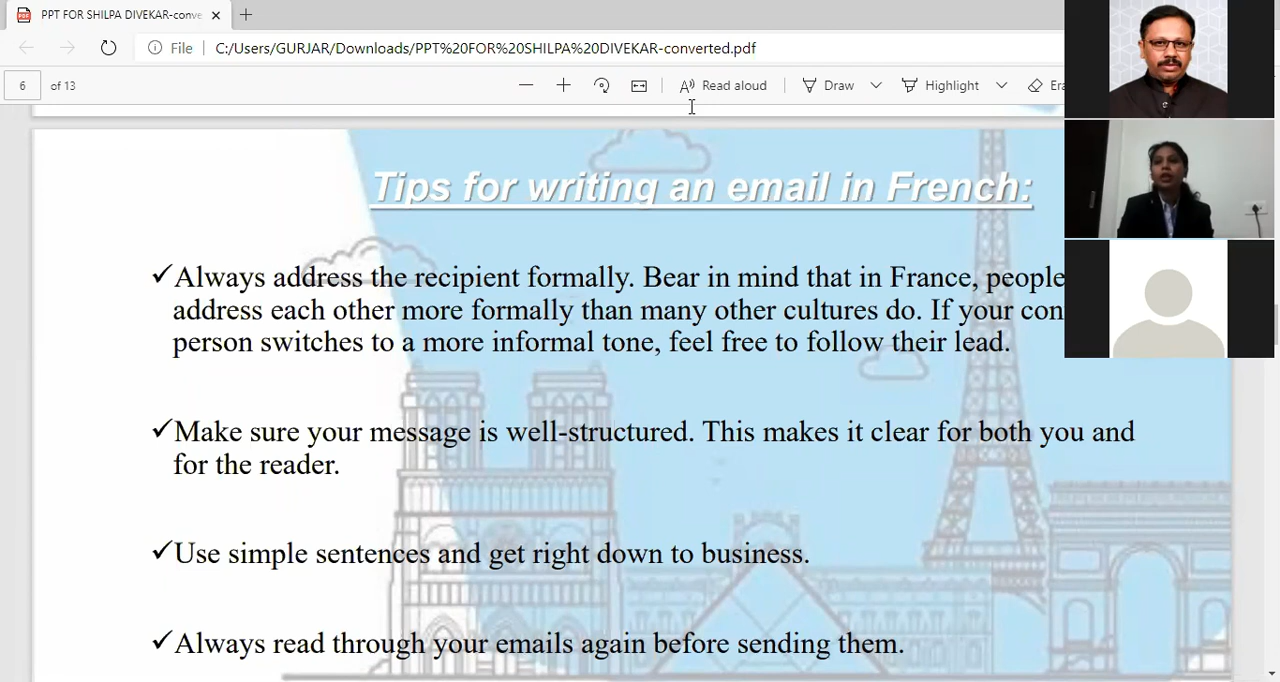 PPT FOR SHILPA DIVEKAR-conve
File C:/Users/GURJAR/Downloads/PPT%20FOR%20SHILPA%20DIVEKAR-converted.pdf
6 of 13 Read aloud Draw Highlight Era
Tips for writing an email in French:
✓Always address the recipient formally. Bear in mind that in France, people
address each other more formally than many other cultures do. If your con
person switches to a more informal tone, feel free to follow their lead.
✓Make sure your message is well-structured. This makes it clear for both you and
for the reader.
✓Use simple sentences and get right down to business.
✓Always read through your emails again before sending them.